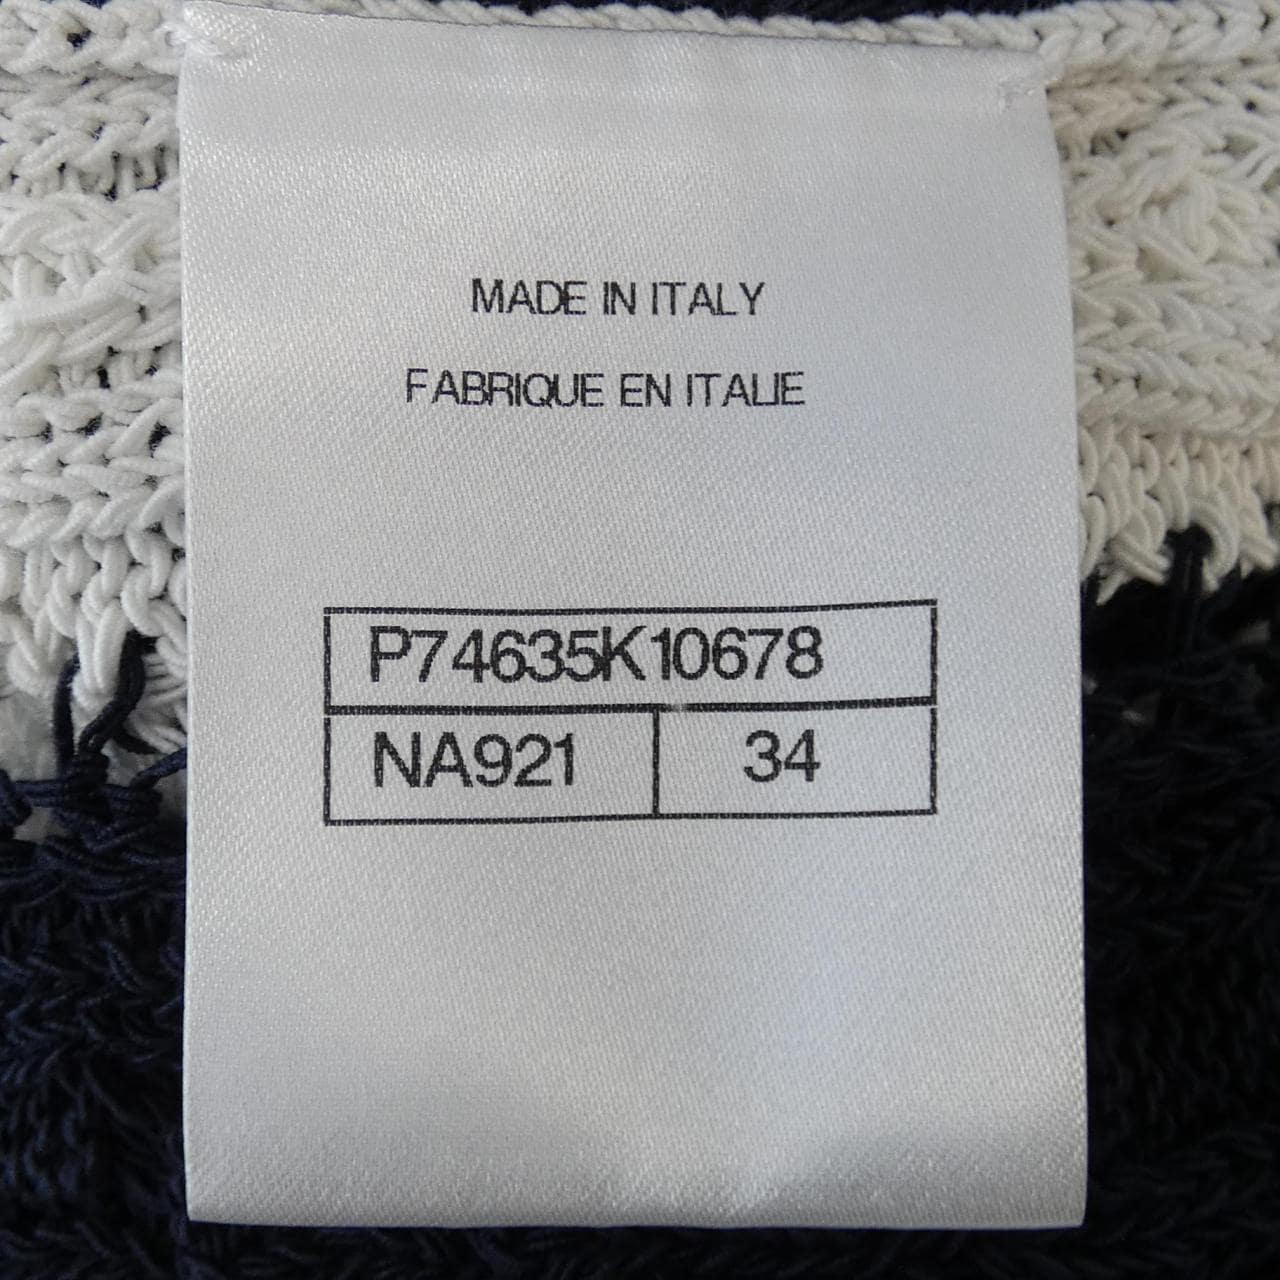 MADE IN ITALY
FABRIQUE EN ITALIE
P74635K10678
NA921 34